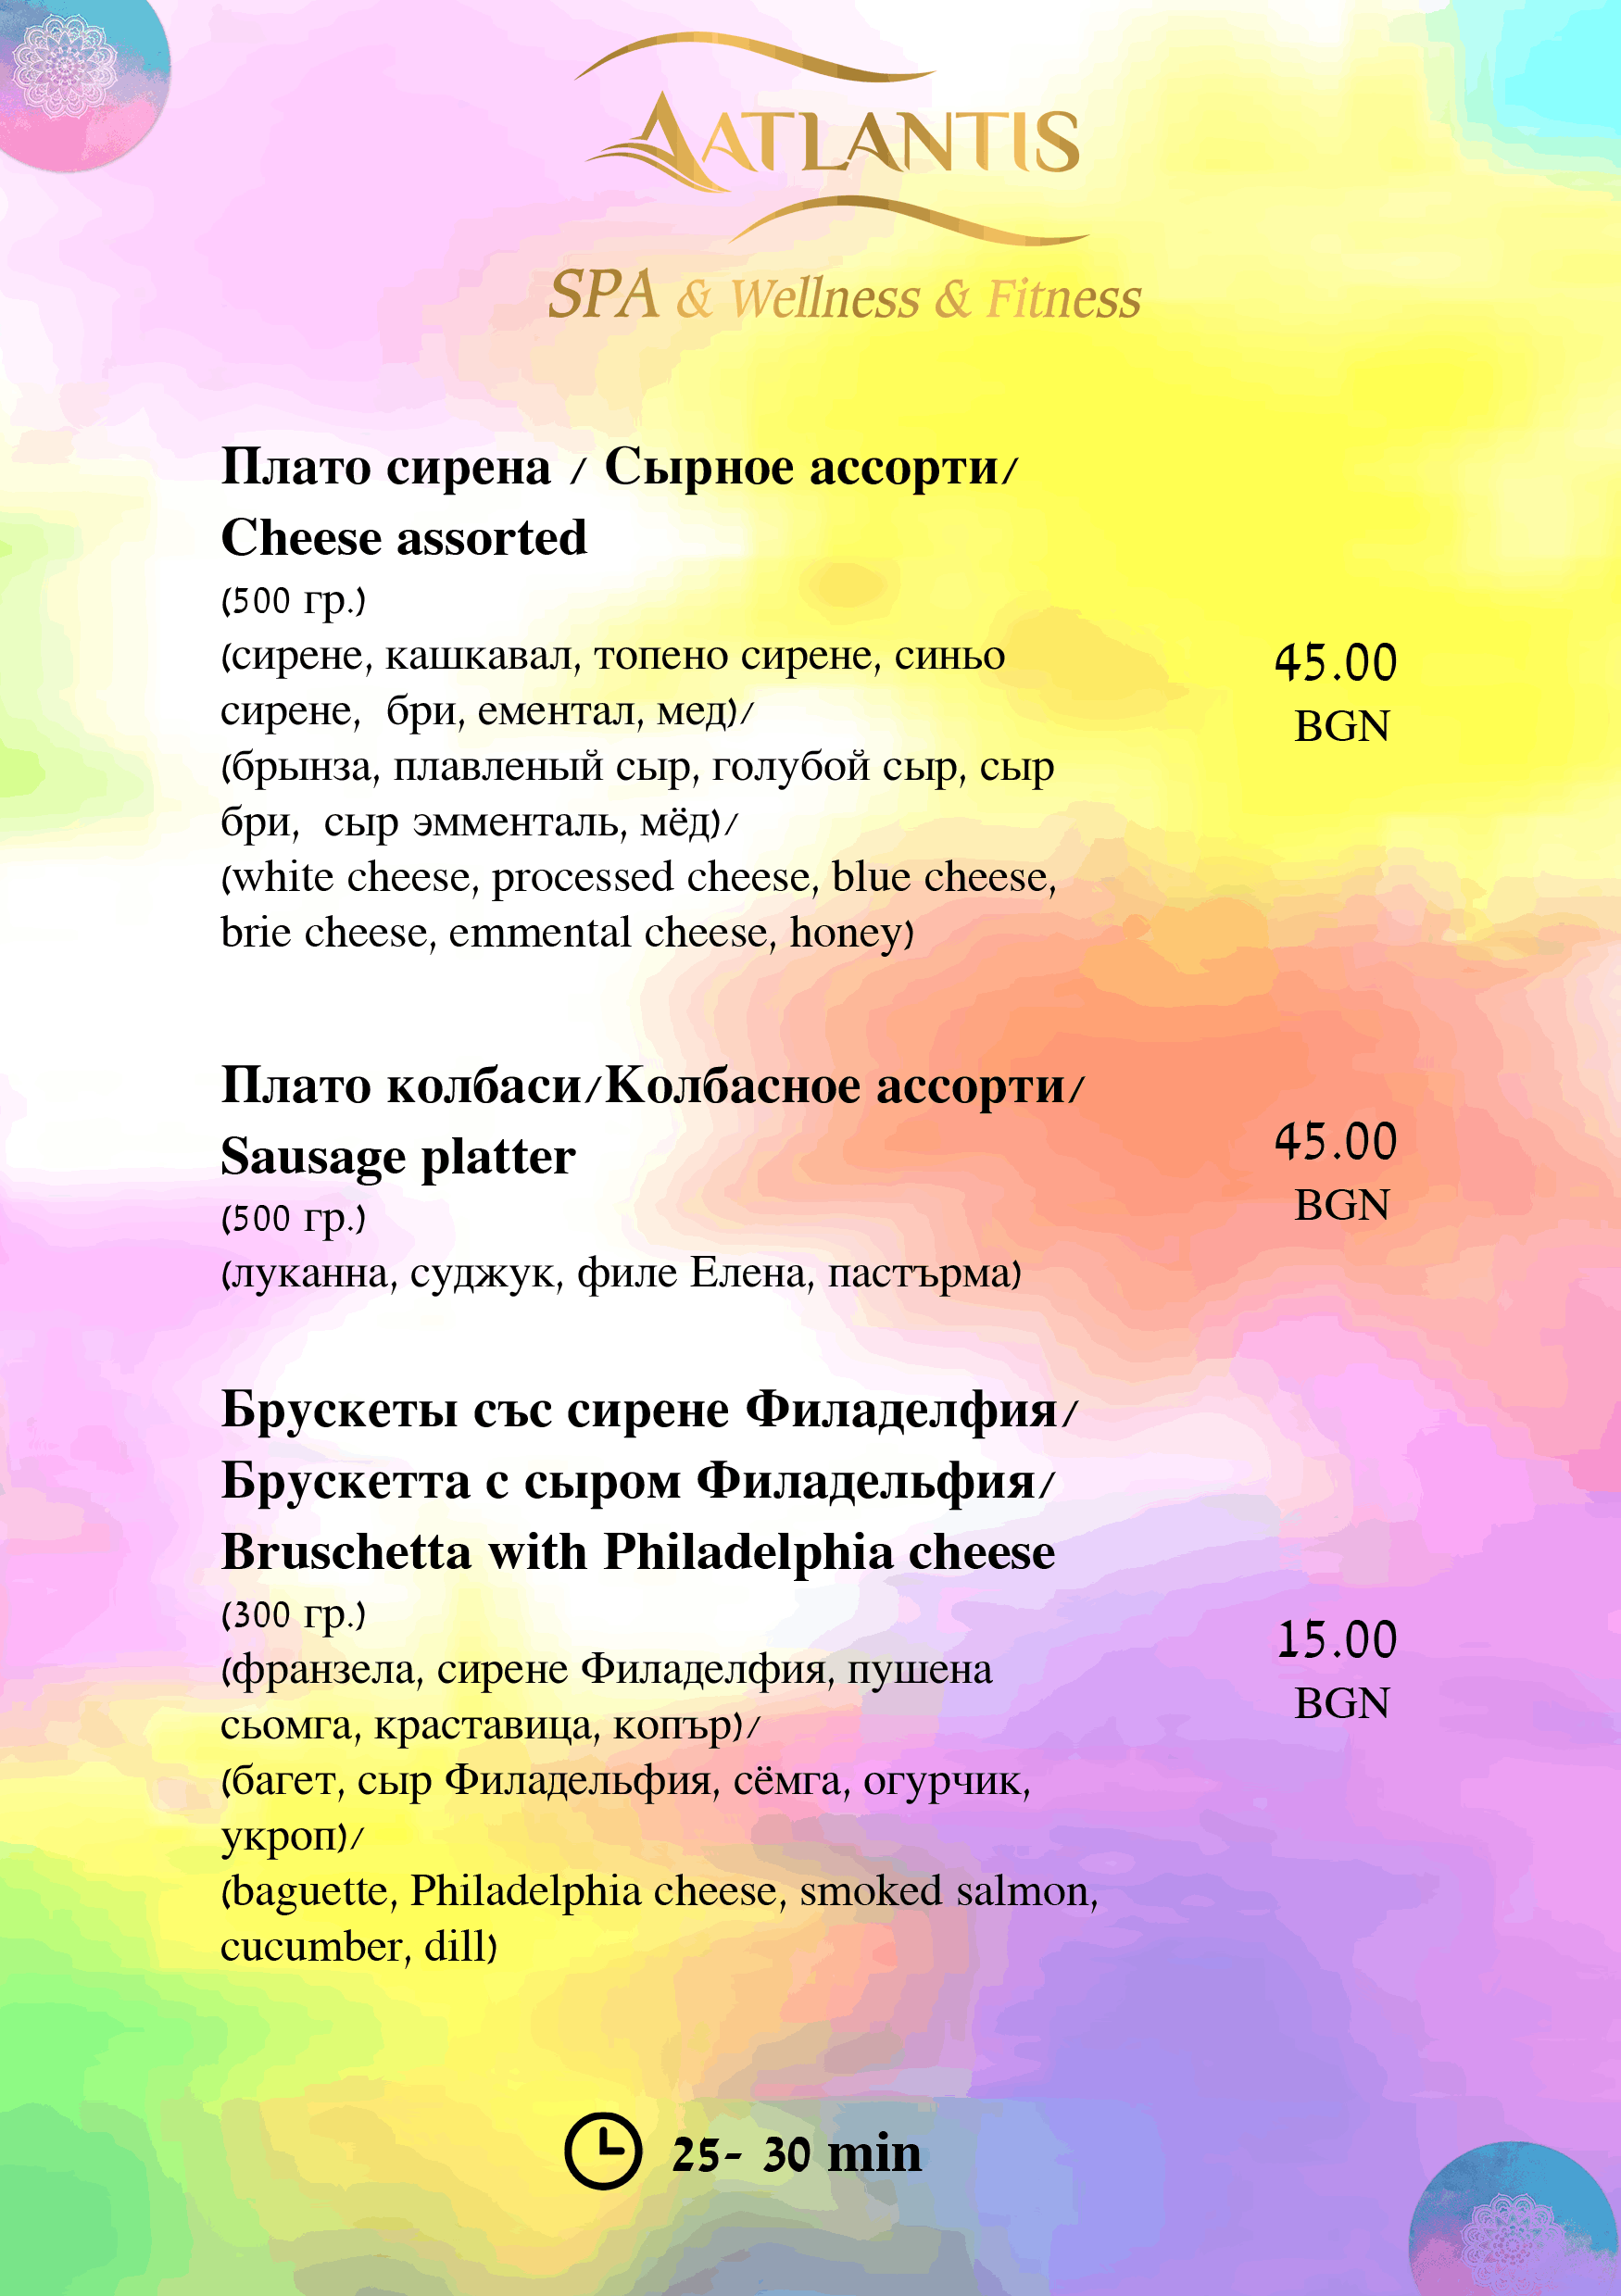 AATLANTIS
SPA & Wellness & Fitness
Плато сирена / Сырное ассорти/
Cheese assorted
(500 гр.)
(сирене, кашкавал, топено сирене, синьо
сирене, бри, ементал, мед)/
(брынза, плавленый сыр, голубой сыр, сыр
бри, сыр эмменталь, мёд)/
(white cheese, processed cheese, blue cheese,
brie cheese, emmental cheese, honey)
45.00
BGN
Плато колбаси/Колбасное ассорти/
Sausage platter
(500 гр.)
(луканна, суджук, филе Елена, пастърма)
45.00
BGN
Брускеты със сирене Филаделфия/
Брускетта с сыром Филадельфия/
Bruschetta with Philadelphia cheese
(300 гр.)
(франзела, сирене Филаделфия, пушена
сьомга, краставица, копър)/
(багет, сыр Филадельфия, сёмга, огурчик,
укроп)/
(baguette, Philadelphia cheese, smoked salmon,
cucumber, dill)
15.00
BGN
25- 30 min